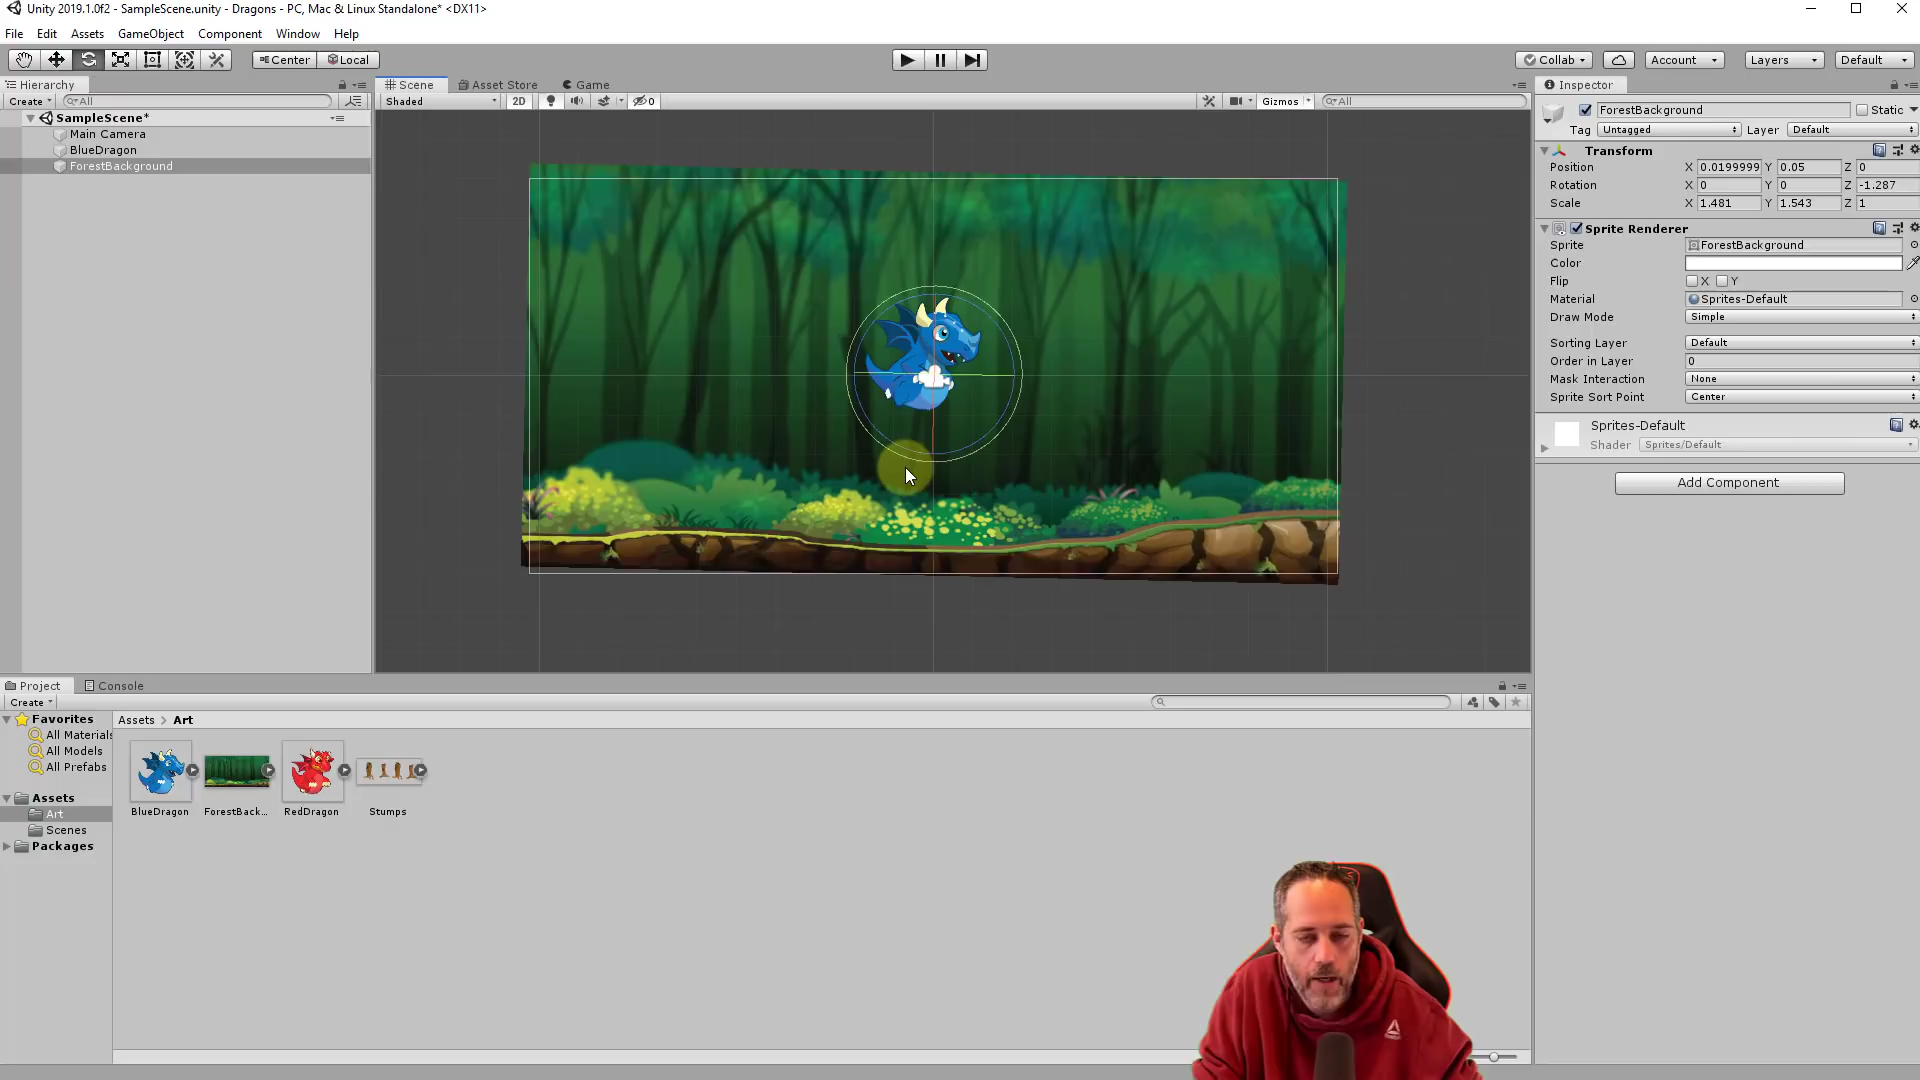 Unity 2019.1.0f2 - SampleScene.unity - Dragons - PC, Mac & Linux Standalone* <DX11>
File Edit Assets GameObject Component Window Help
Center Local Collab Account Layers Default
Hierarchy Scene Asset Store Game Inspector
Create All Shaded 2D 0 Gizmos All
SampleScene*
Main Camera
BlueDragon
ForestBackground
ForestBackground Static
Tag Untagged Layer Default
Transform
Position X 0.0199999 Y 0.05 Z 0
Rotation X 0 Y 0 Z -1.287
Scale X 1.481 Y 1.543 Z 1
Sprite Renderer
Sprite ForestBackground
Color
Flip X Y
Material Sprites-Default
Draw Mode Simple
Sorting Layer Default
Order in Layer 0
Mask Interaction None
Sprite Sort Point Center
Sprites-Default
Shader Sprites/Default
Add Component
Project Console
Create
Favorites
All Materials
All Models
All Prefabs
Assets
Art
Scenes
Packages
Assets > Art
BlueDragon ForestBack... RedDragon Stumps